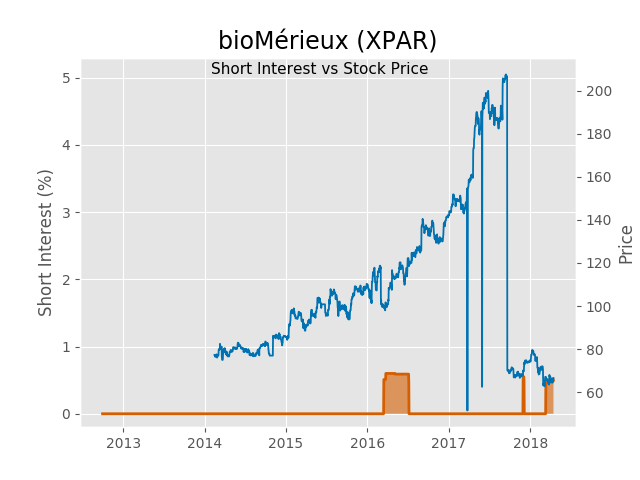 bioMérieux (XPAR)
Short Interest vs Stock Price
Short Interest (%)
5
4
3
2
1
0
200
180
160
140
120
100
80
60
Price
2013 2014 2015 2016 2017 2018